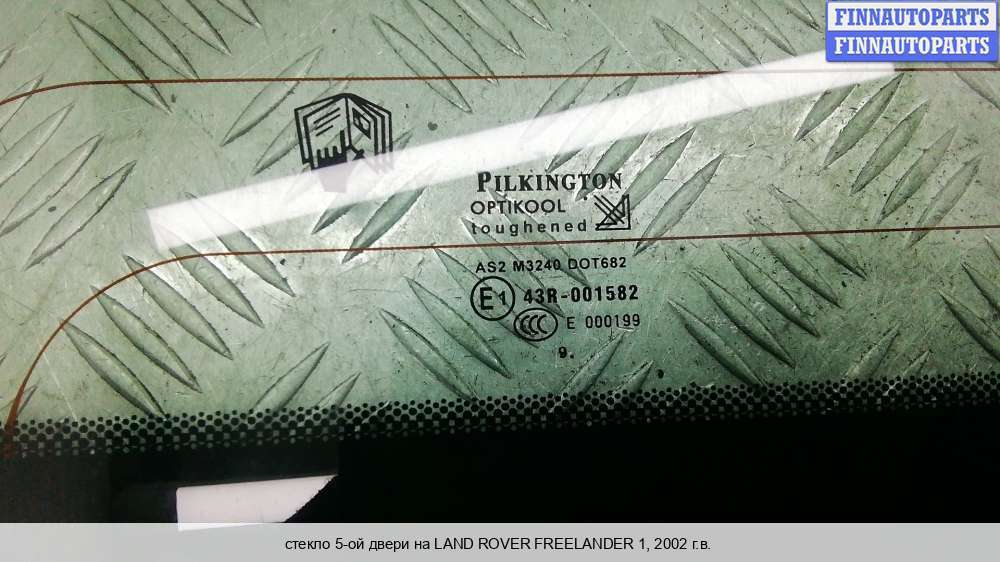 FINNAUTOPARTS
FINNAUTOPARTS
PILKINGTON
OPTIKOOL
toughened
AS2 M3240 DOT682
E1 43R-001582
CCC E 000199
9.
стекло 5-ой двери на LAND ROVER FREELANDER 1, 2002 г.в.